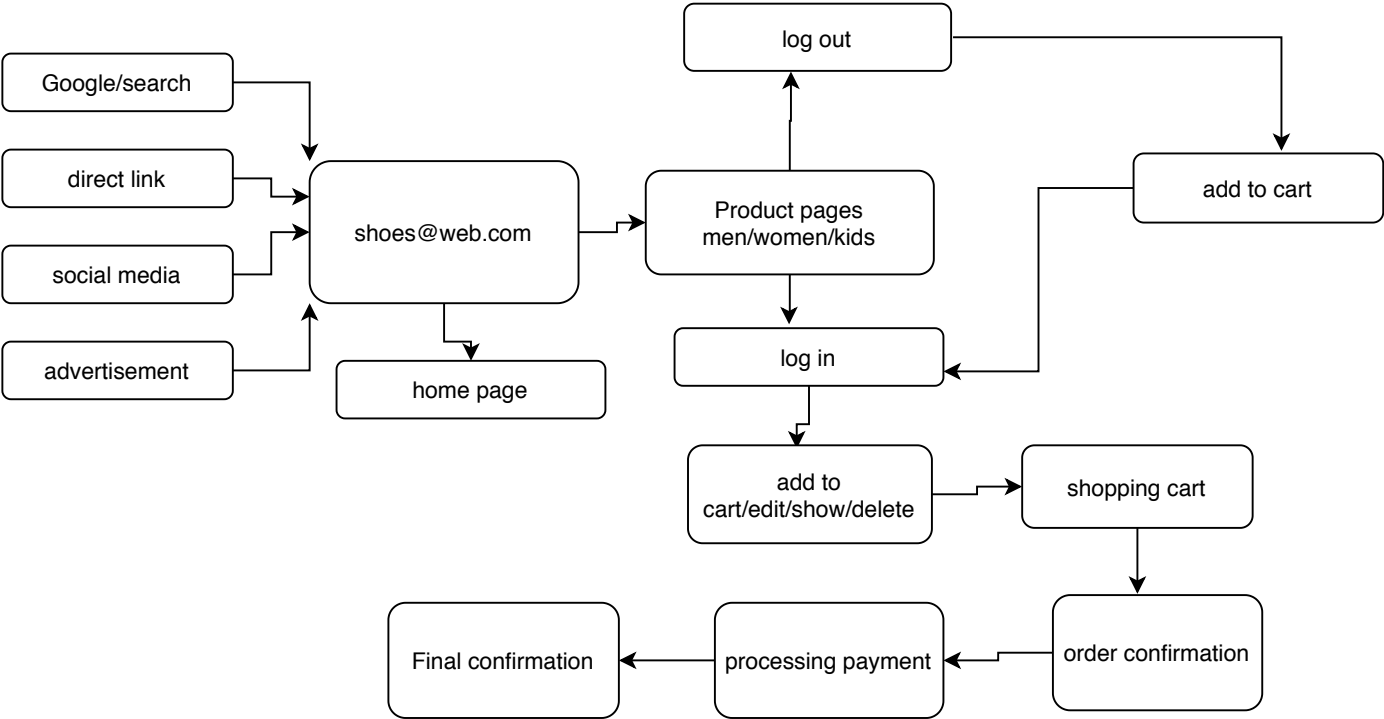 log out
Google/search
direct link
add to cart
Product pages
men/women/kids
shoes@web.com
social media
log in
advertisement
home page
add to
cart/edit/show/delete
shopping cart
Final confirmation
processing payment
order confirmation